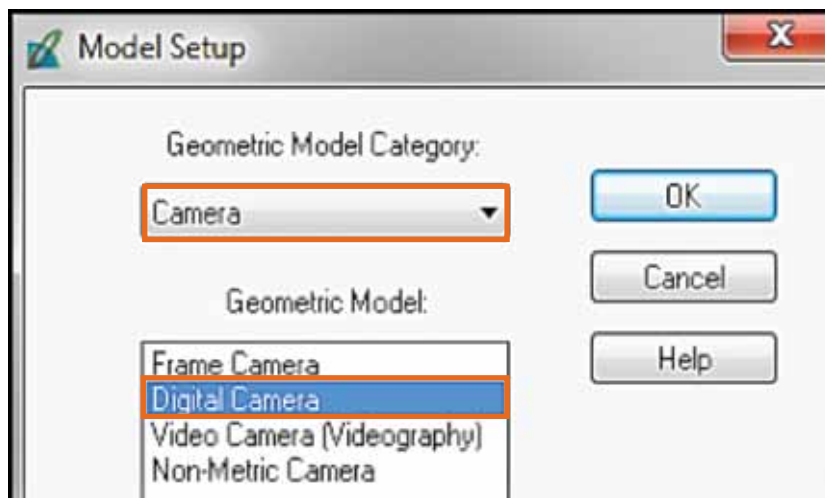 Model Setup
X
Geometric Model Category:
Camera
OK
Cancel
Geometric Model:
Help
Frame Camera
Digital Camera
Video Camera (Videography)
Non-Metric Camera